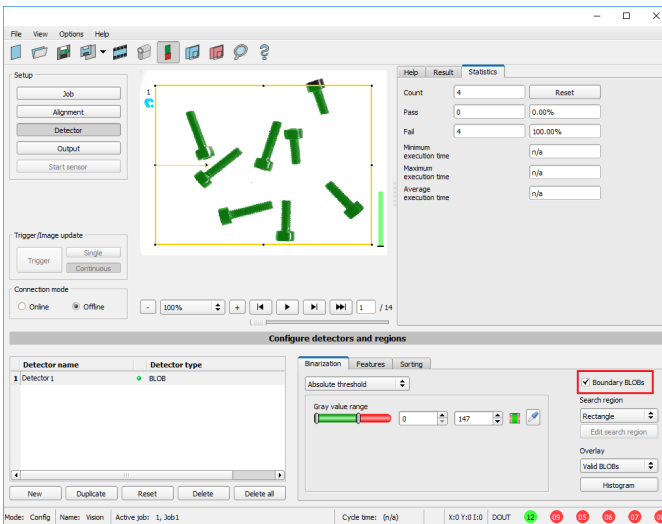 File View Options Help
Setup
Job
Alignment
Detector
Output
Start sensor
Trigger/Image update
Trigger
Single
Continuous
Connection mode
Online Offline
1
- 100% + 1 / 14
Help Result Statistics
Count 4 Reset
Pass 0 0.00%
Fail 4 100.00%
Minimum
execution time n/a
Maximum
execution time n/a
Average
execution time n/a
Configure detectors and regions
Detector name Detector type
1 Detector1 BLOB
New Duplicate Reset Delete Delete all
Binarization Features Sorting
Absolute threshold
Gray value range
0 147
Boundary BLOBs
Search region
Rectangle
Edit search region
Overlay
Valid BLOBs
Histogram
Mode: Config Name: Vision Active job: 1, Job1 Cycle time: (n/a) X:0 Y:0 I:0 DOUT 12 09 05 06 07